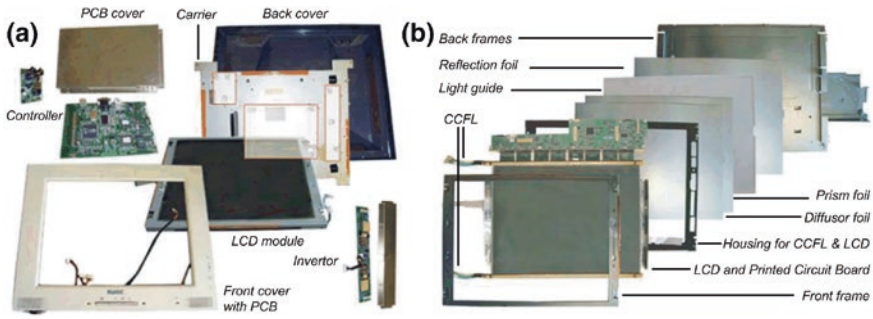 (a)
PCB cover
Carrier
Back cover
Controller
LCD module
Invertor
Front cover
with PCB
(b)
Back frames
Reflection foil
Light guide
CCFL
Prism foil
Diffusor foil
Housing for CCFL & LCD
LCD and Printed Circuit Board
Front frame